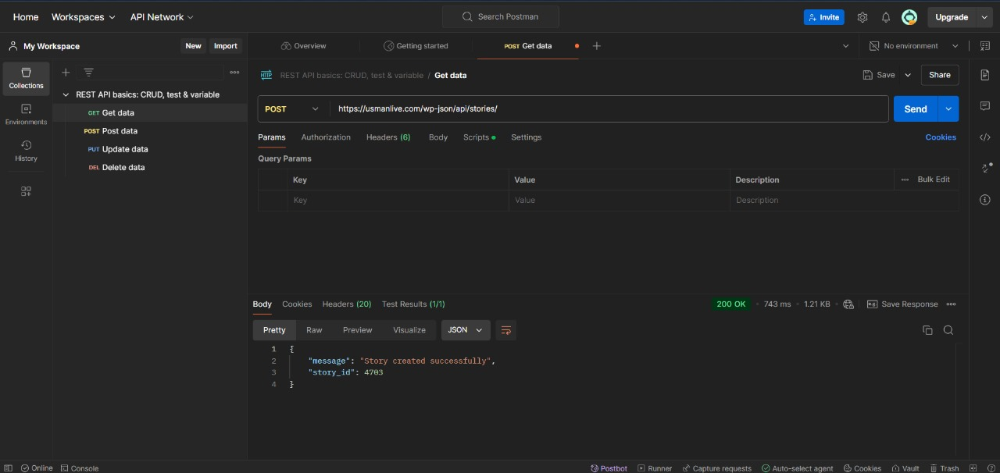 Home Workspaces API Network Search Postman Invite Upgrade
My Workspace New Import Overview Getting started POST Get data No environment
Collections
REST API basics: CRUD, test & variable / Get data Save Share
REST API basics: CRUD, test & variable
GET Get data
POST https://usmanlive.com/wp-json/api/stories/ Send
Environments
POST Post data
Params Authorization Headers (6) Body Scripts Settings Cookies
PUT Update data
History
Query Params
DEL Delete data
Key Value Description Bulk Edit
Key Value Description
Body Cookies Headers (20) Test Results (1/1) 200 OK 743 ms 1.21 KB Save Response
Pretty Raw Preview Visualize JSON
1 {
2 "message": "Story created successfully",
3 "story_id": 4703
4 }
Online Console Postbot Runner Capture requests Auto-select agent Cookies Vault Trash